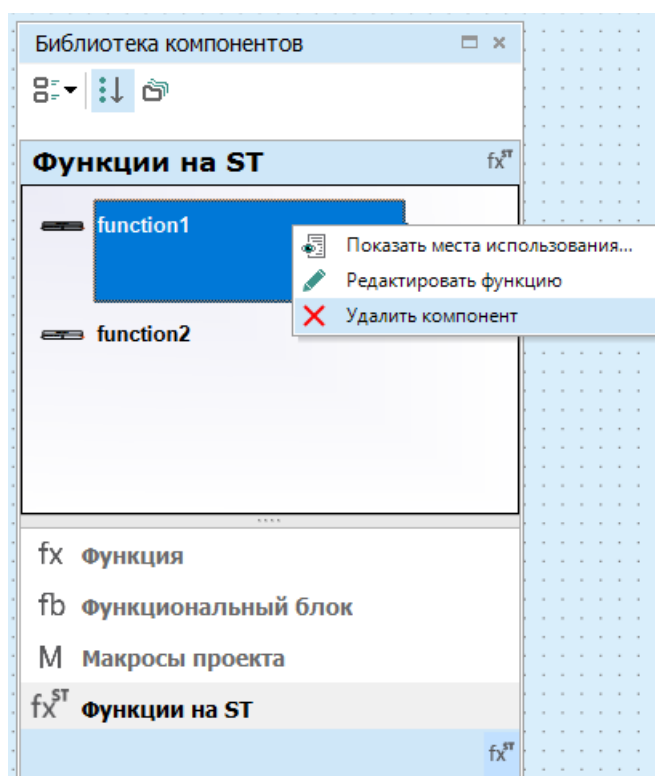 Библиотека компонентов
Функции на ST
fx ST
function1
Показать места использования...
Редактировать функцию
Удалить компонент
function2
fx Функция
fb Функциональный блок
M Макросы проекта
fx ST Функции на ST
fx ST